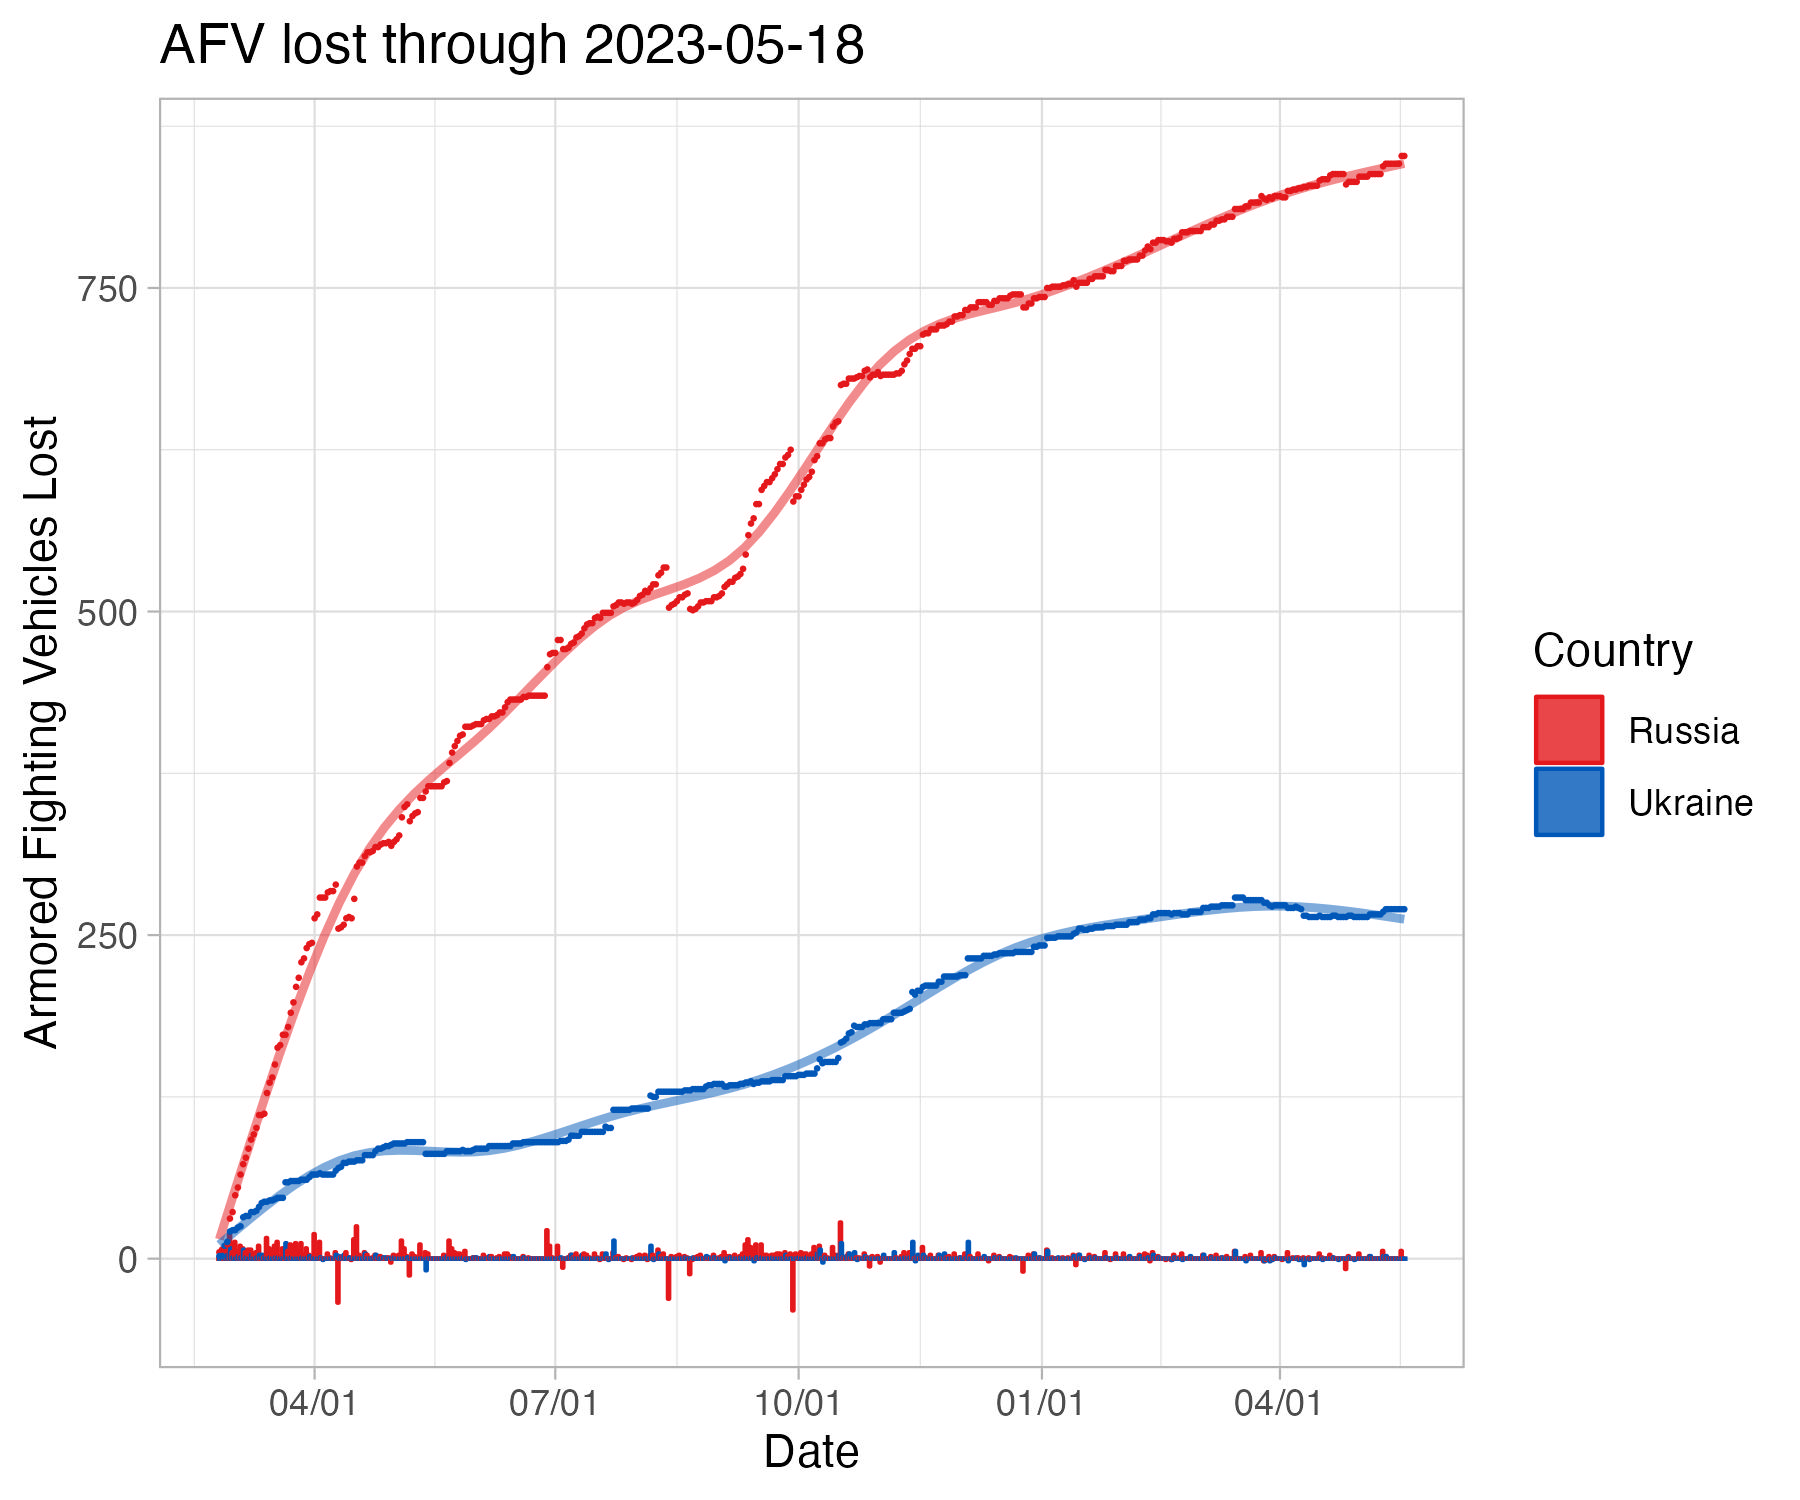 AFV lost through 2023-05-18
Armored Fighting Vehicles Lost
750
500
250
0
04/01
07/01
10/01
01/01
04/01
Date
Country
Russia
Ukraine